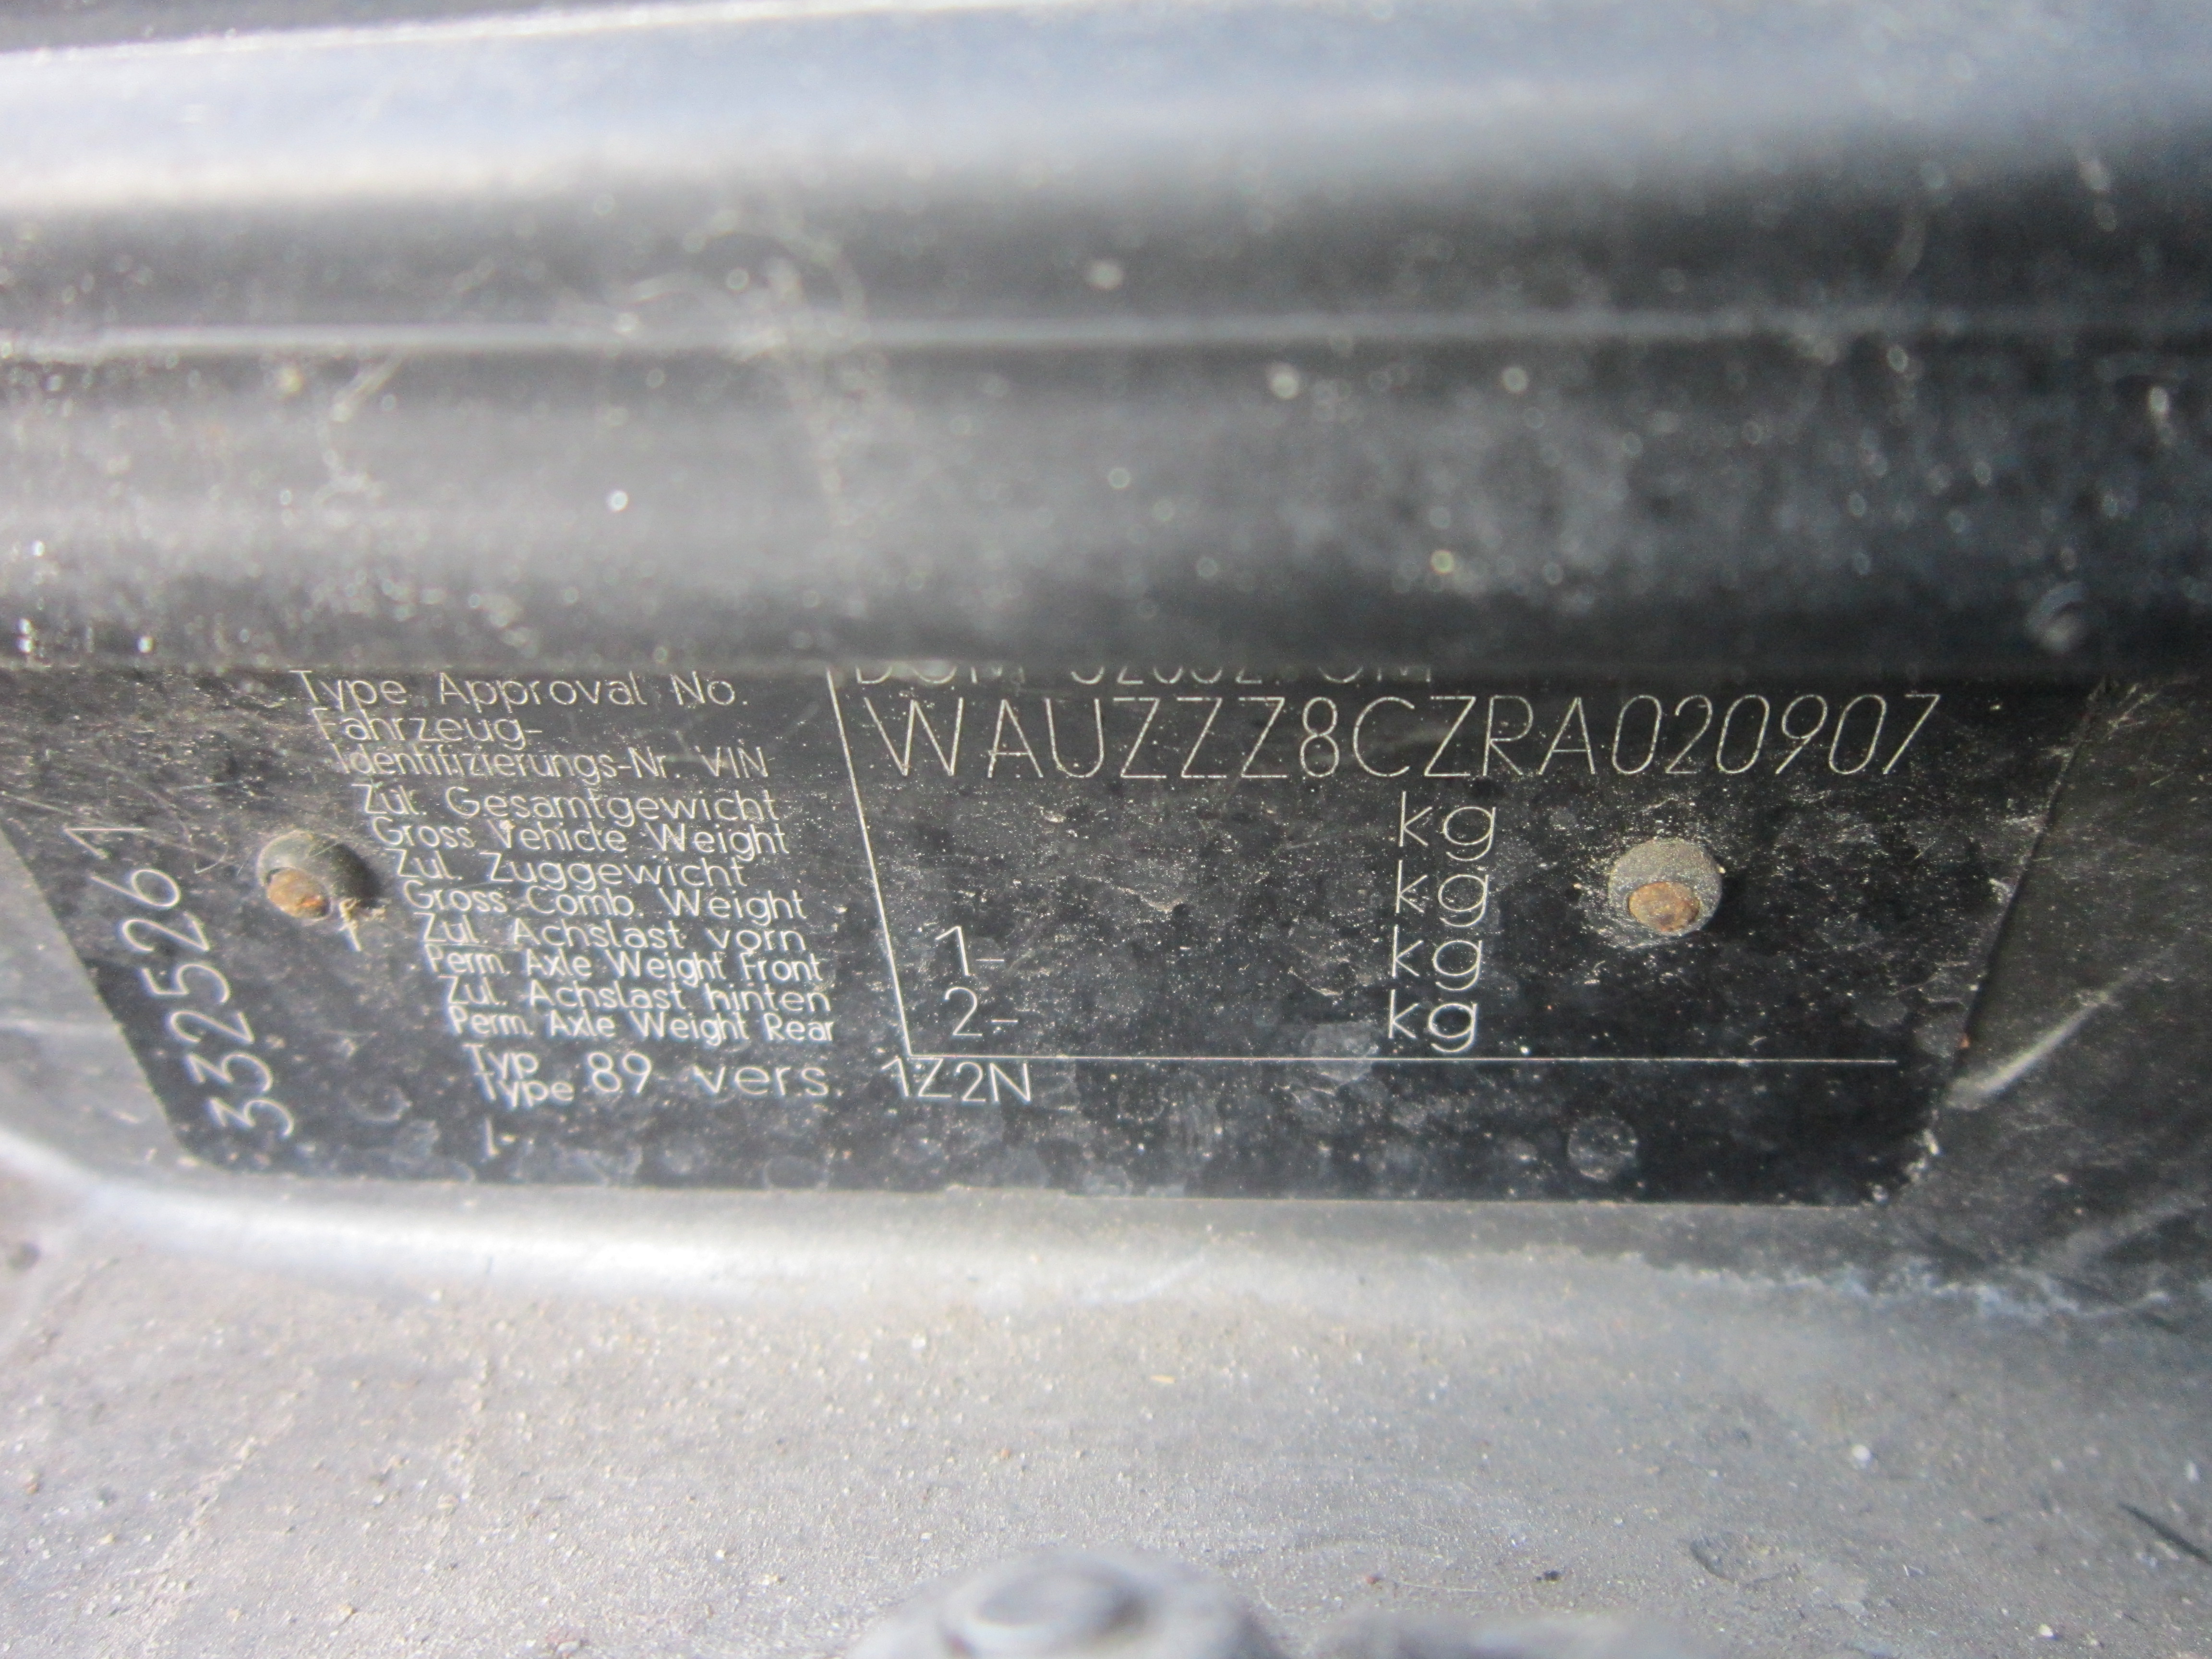 Type Approval No.
Fahrzeug-
Identifizierungs-Nr. VIN WAUZZZ8CZRA020907
Zul. Gesamtgewicht
Gross Vehicle Weight kg
Zul. Zuggewicht
Gross Comb. Weight kg
Zul. Achslast vorn
Perm. Axle Weight Front 1- kg
Zul. Achslast hinten
Perm. Axle Weight Rear 2- kg
Typ
Type 89 vers. 1Z2N
332526 1